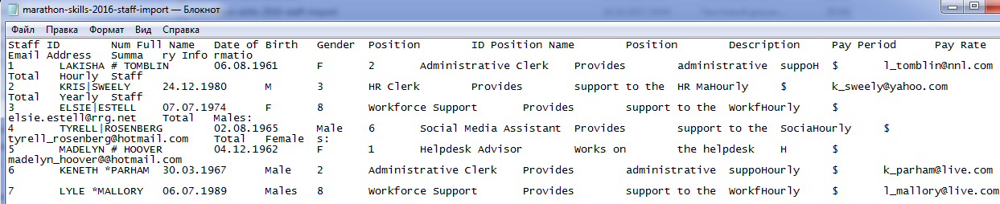 marathon-skills-2016-staff-import — Блокнот
Файл Правка Формат Вид Справка
Staff ID Num Full Name Date of Birth Gender Position ID Position Name Position Description Pay Period Pay Rate
Email Address Summa ry Info rmatio
1 LAKISHA # TOMBLIN 06.08.1961 F 2 Administrative Clerk Provides administrative suppoH $ l_tomblin@nnl.com
Total Hourly Staff
2 KRIS|SWEELY 24.12.1980 M 3 HR Clerk Provides support to the HR MaHourly $ k_sweely@yahoo.com
Total Yearly Staff
3 ELSIE|ESTELL 07.07.1974 F 8 Workforce Support Provides support to the WorkfHourly $
elsie.estell@rrg.net Total Males:
4 TYRELL|ROSENBERG 02.08.1965 Male 6 Social Media Assistant Provides support to the SociaHourly $
tyrell_rosenberg@hotmail.com Total Female s:
5 MADELYN # HOOVER 04.12.1962 F 1 Helpdesk Advisor Works on the helpdesk H $
madelyn_hoover@@hotmail.com
6 KENETH *PARHAM 30.03.1967 Male 2 Administrative Clerk Provides administrative suppoHourly $ k_parham@live.com
7 LYLE *MALLORY 06.07.1989 Males 8 Workforce Support Provides support to the WorkfHourly $ l_mallory@live.com